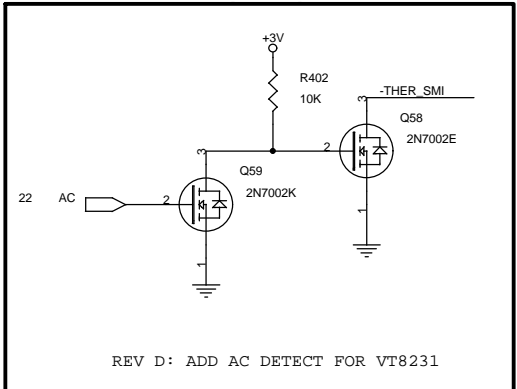 +3V
R402
10K
-THER_SMI
3
Q58
2N7002E
3
2
Q59
2N7002K
22
AC
2
1
1
REV D: ADD AC DETECT FOR VT8231